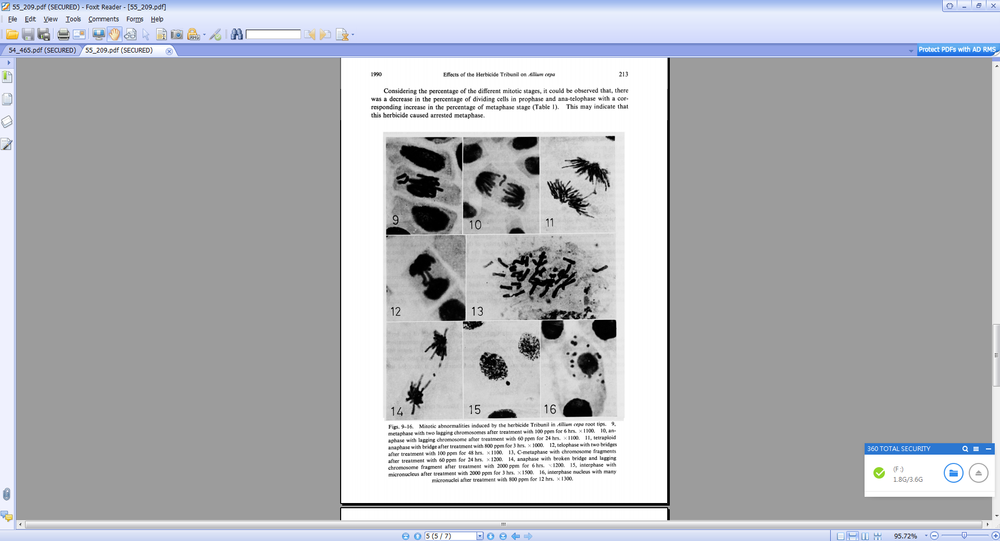 55_209.pdf (SECURED) - Foxit Reader - [55_209.pdf]
File Edit View Tools Comments Forms Help
RMS
54_465.pdf (SECURED) 55_209.pdf (SECURED) Protect PDFs with AD RMS
1990 Effects of the Herbicide Tribunil on Allium cepa 213
Considering the percentage of the different mitotic stages, it could be observed that, there
was a decrease in the percentage of dividing cells in prophase and ana-telophase with a cor-
responding increase in the percentage of metaphase stage (Table 1). This may indicate that
this herbicide caused arrested metaphase.
9 10 11
12 13
14 15 16
Figs. 9–16. Mitotic abnormalities induced by the herbicide Tribunil in Allium cepa root tips. 9,
metaphase with two lagging chromosomes after treatment with 100 ppm for 6 hrs. ×1100. 10, an-
aphase with lagging chromosome after treatment with 60 ppm for 24 hrs. ×1100. 11, tetraploid
anaphase with bridge after treatment with 800 ppm for 3 hrs. ×1000. 12, telophase with two bridges
after treatment with 100 ppm for 48 hrs. ×1100. 13, C-metaphase with chromosome fragments
after treatment with 60 ppm for 24 hrs. ×1200. 14, anaphase with broken bridge and lagging
chromosome fragment after treatment with 2000 ppm for 6 hrs. ×1200. 15, interphase with
micronucleus after treatment with 2000 ppm for 3 hrs. ×1500. 16, interphase nucleus with many
micronuclei after treatment with 800 ppm for 12 hrs. ×1300.
360 TOTAL SECURITY
(F:)
1.8G/3.6G
5 (5 / 7) 95.72%